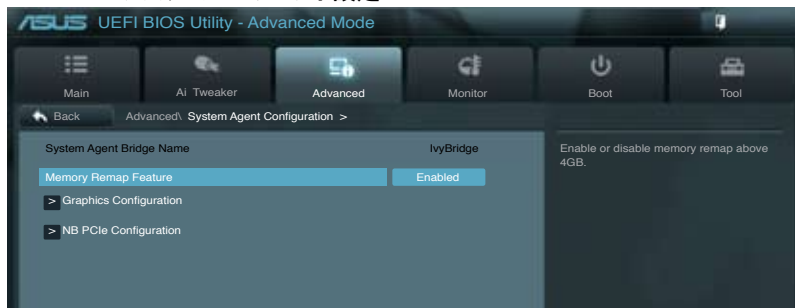 ASUS UEFI BIOS Utility - Advanced Mode
Main
Ai Tweaker
Advanced
Monitor
Boot
Tool
Back
Advanced\ System Agent Configuration >
System Agent Bridge Name IvyBridge
Enable or disable memory remap above
4GB.
Memory Remap Feature Enabled
> Graphics Configuration
> NB PCIe Configuration